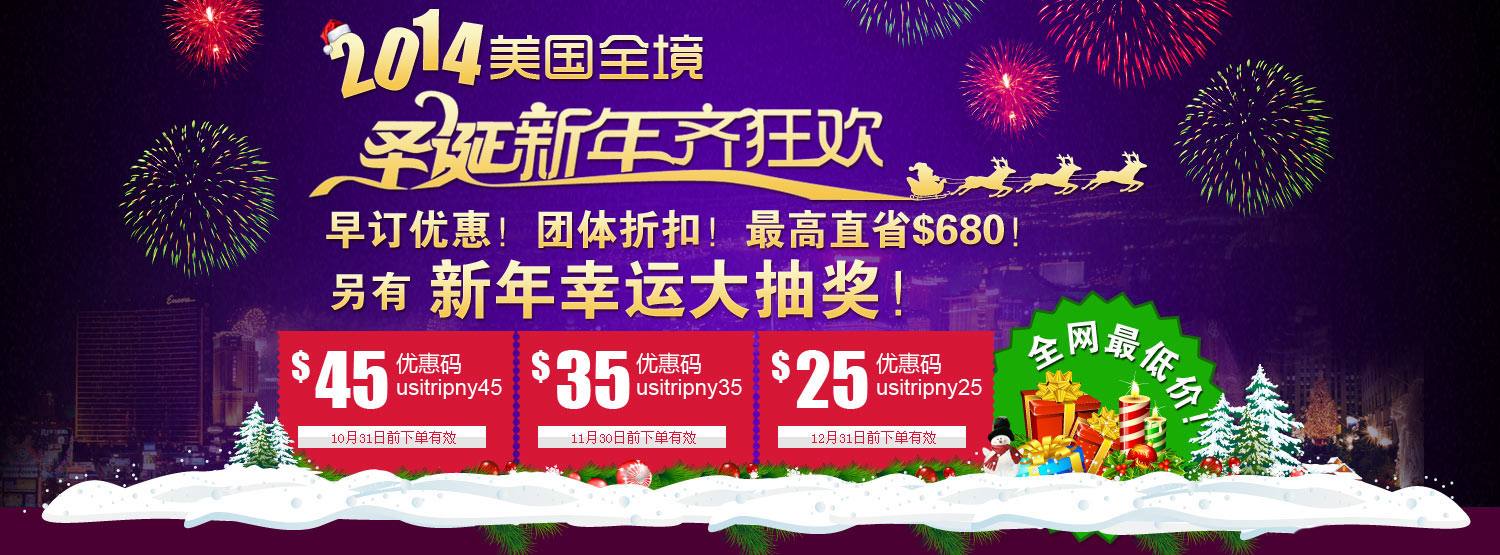 2014美国全境
圣诞新年齐狂欢
早订优惠！ 团体折扣！ 最高直省$680！
另有 新年幸运大抽奖！
$45 优惠码
usitripny45
10月31日前下单有效
$35 优惠码
usitripny35
11月30日前下单有效
$25 优惠码
usitripny25
12月31日前下单有效
全网最低价！
Encore